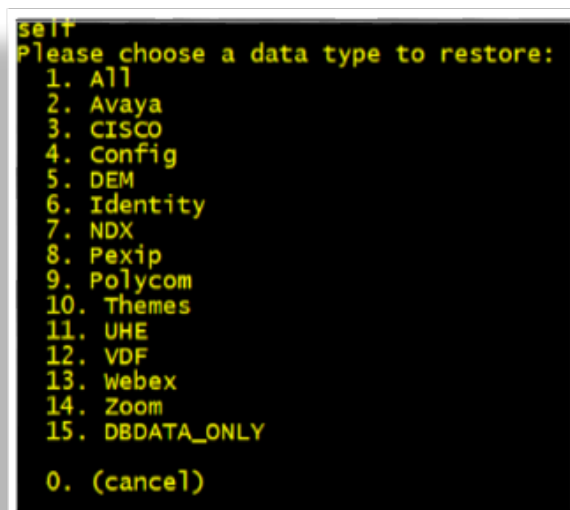 self
Please choose a data type to restore:
1. All
2. Avaya
3. CISCO
4. Config
5. DEM
6. Identity
7. NDX
8. Pexip
9. Polycom
10. Themes
11. UHE
12. VDF
13. Webex
14. Zoom
15. DBDATA_ONLY
0. (cancel)